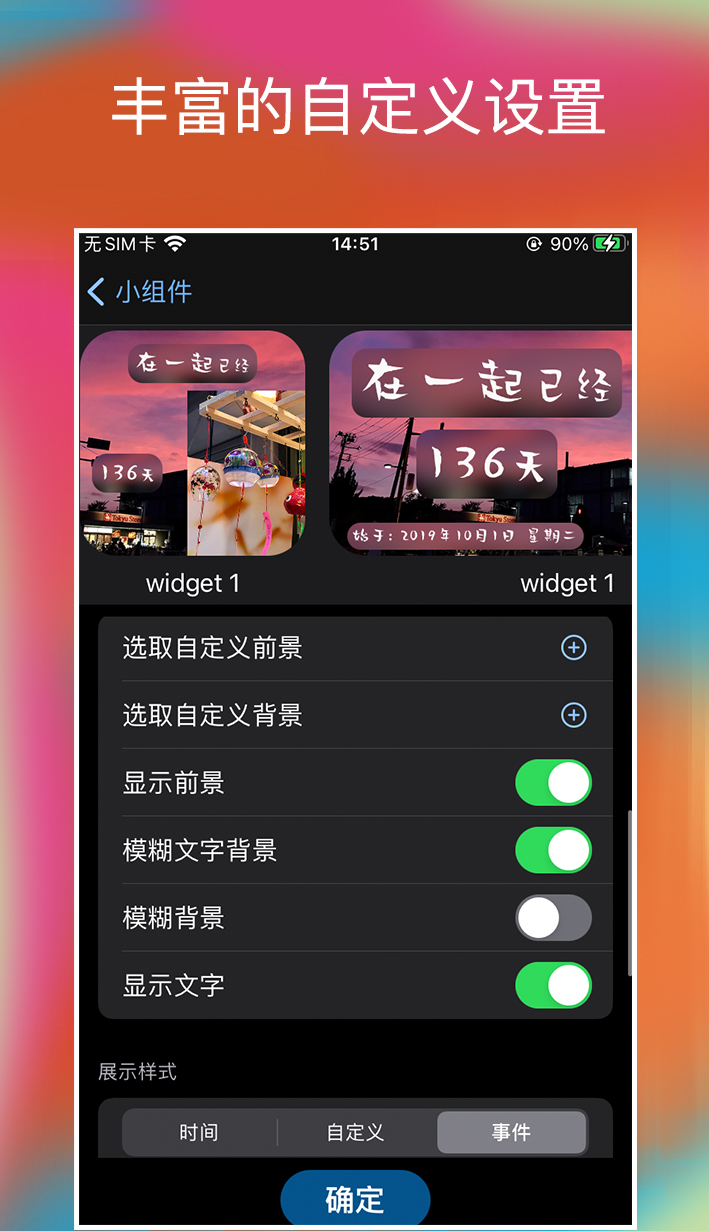 丰富的自定义设置
无SIM卡 14:51 90%
小组件
在一起已经
136天
Tokyu Store
widget 1
在一起已经
136天
Tokyu Store
始于：2019年10月1日 星期二
widget 1
选取自定义前景
选取自定义背景
显示前景
模糊文字背景
模糊背景
显示文字
展示样式
时间 自定义 事件
确定